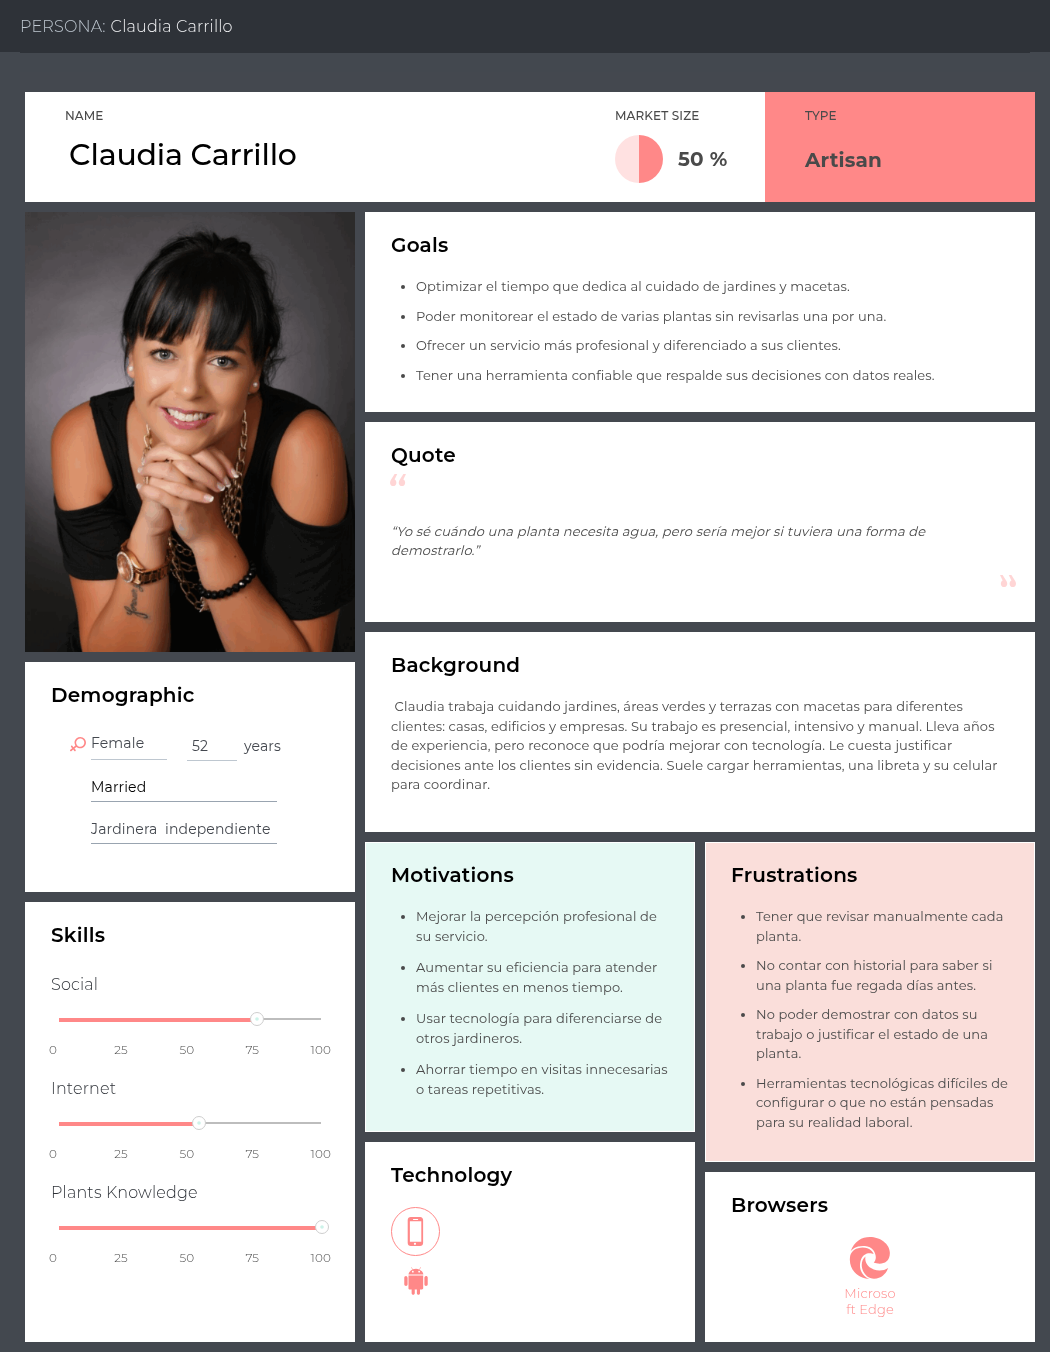 PERSONA: Claudia Carrillo
NAME
Claudia Carrillo
MARKET SIZE
50 %
TYPE
Artisan
Goals
• Optimizar el tiempo que dedica al cuidado de jardines y macetas.
• Poder monitorear el estado de varias plantas sin revisarlas una por una.
• Ofrecer un servicio más profesional y diferenciado a sus clientes.
• Tener una herramienta confiable que respalde sus decisiones con datos reales.
Quote
“
“Yo sé cuándo una planta necesita agua, pero sería mejor si tuviera una forma de
demostrarlo.”
”
Demographic
Female 52 years
Married
Jardinera independiente
Background
Claudia trabaja cuidando jardines, áreas verdes y terrazas con macetas para diferentes
clientes: casas, edificios y empresas. Su trabajo es presencial, intensivo y manual. Lleva años
de experiencia, pero reconoce que podría mejorar con tecnología. Le cuesta justificar
decisiones ante los clientes sin evidencia. Suele cargar herramientas, una libreta y su celular
para coordinar.
Skills
Social
0 25 50 75 100
Internet
0 25 50 75 100
Plants Knowledge
0 25 50 75 100
Motivations
• Mejorar la percepción profesional de
su servicio.
• Aumentar su eficiencia para atender
más clientes en menos tiempo.
• Usar tecnología para diferenciarse de
otros jardineros.
• Ahorrar tiempo en visitas innecesarias
o tareas repetitivas.
Frustrations
• Tener que revisar manualmente cada
planta.
• No contar con historial para saber si
una planta fue regada días antes.
• No poder demostrar con datos su
trabajo o justificar el estado de una
planta.
• Herramientas tecnológicas difíciles de
configurar o que no están pensadas
para su realidad laboral.
Technology
Browsers
Microso
ft Edge